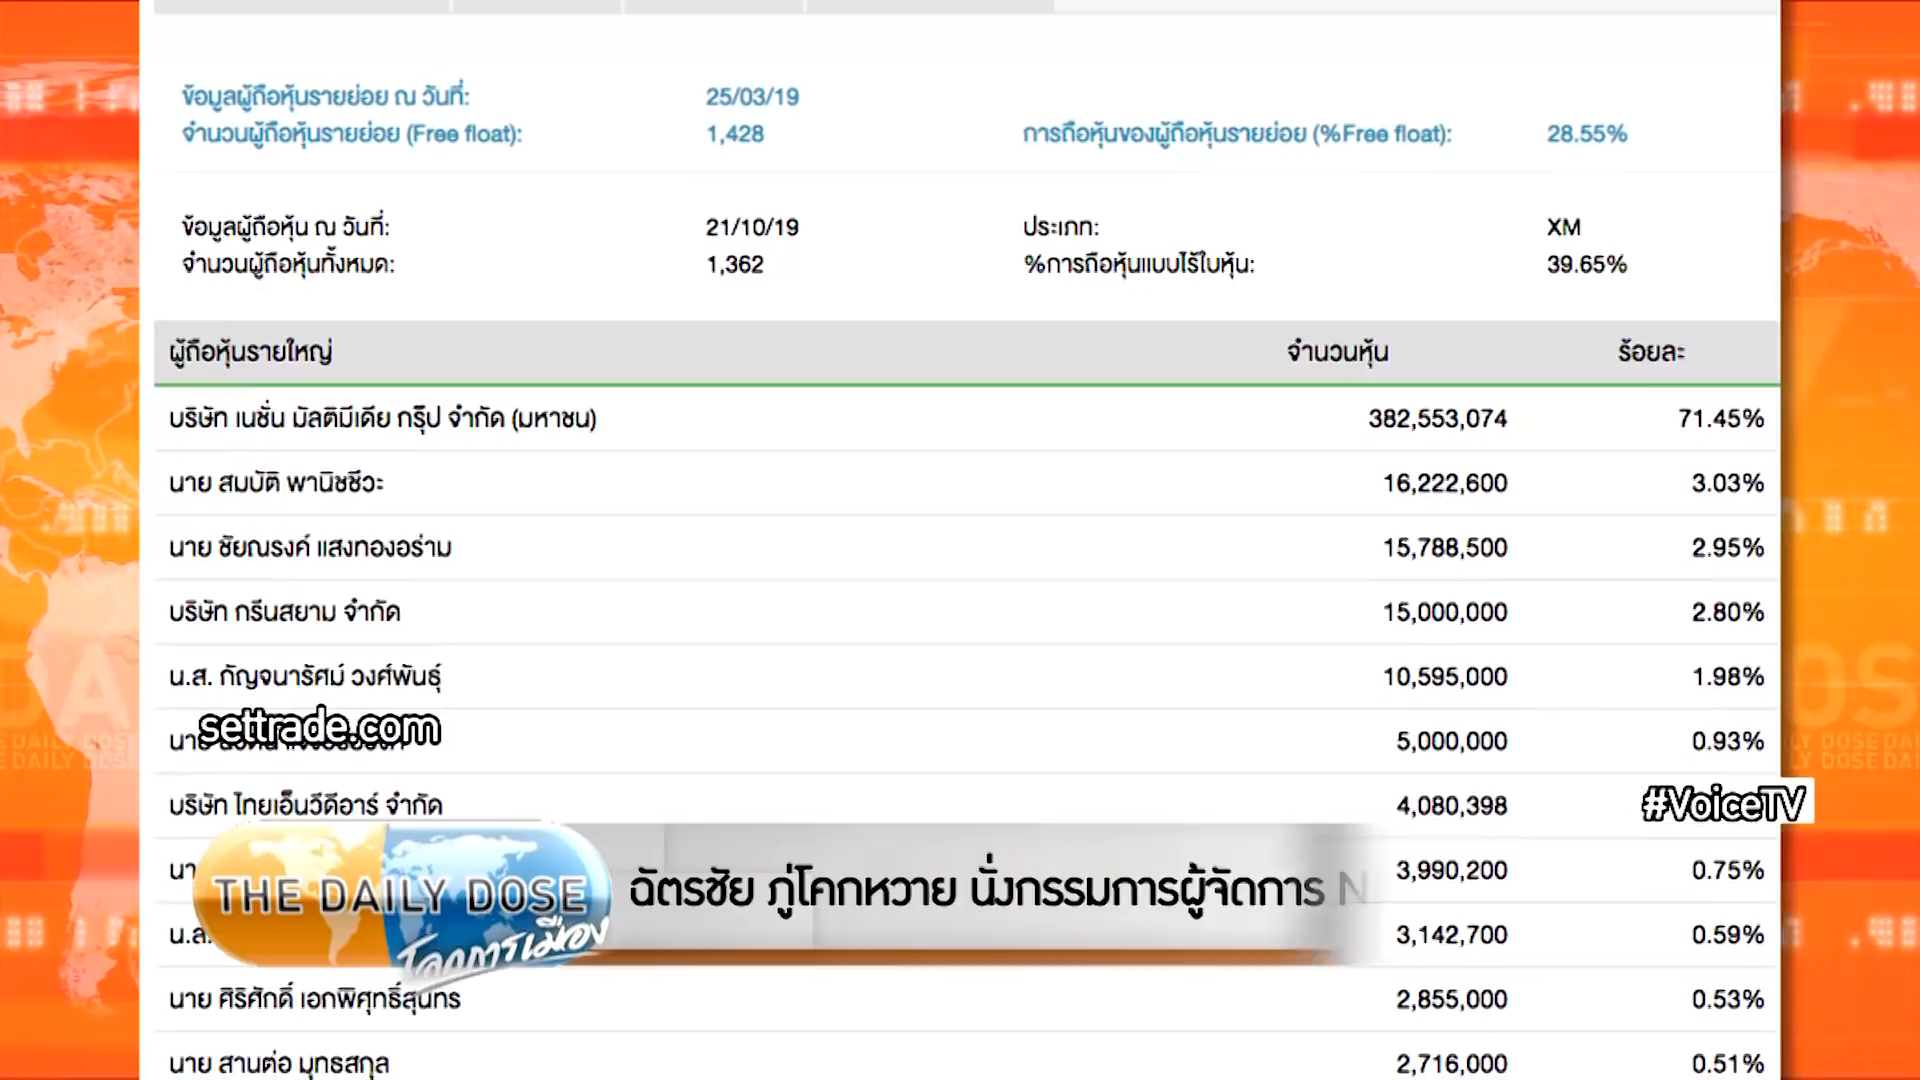 ข้อมูลผู้ถือหุ้นรายย่อย ณ วันที่: 25/03/19
จำนวนผู้ถือหุ้นรายย่อย (Free float): 1,428 การถือหุ้นของผู้ถือหุ้นรายย่อย (%Free float): 28.55%
ข้อมูลผู้ถือหุ้น ณ วันที่: 21/10/19 ประเภท: XM
จำนวนผู้ถือหุ้นทั้งหมด: 1,362 %การถือหุ้นแบบไร้ใบหุ้น: 39.65%
ผู้ถือหุ้นรายใหญ่ จำนวนหุ้น ร้อยละ
บริษัท เนชั่น มัลติมีเดีย กรุ๊ป จำกัด (มหาชน) 382,553,074 71.45%
นาย สมบัติ พานิชชีวะ 16,222,600 3.03%
นาย ชัยณรงค์ แสงทองอร่าม 15,788,500 2.95%
บริษัท กรีนสยาม จำกัด 15,000,000 2.80%
น.ส. กัญจนารัศม์ วงศ์พันธุ์ 10,595,000 1.98%
settrade.com
นาย 5,000,000 0.93%
บริษัท ไทยเอ็นวีดีอาร์ จำกัด 4,080,398
#VoiceTV
3,990,200 0.75%
THE DAILY DOSE
โลกการเมือง
ฉัตรชัย ภู่โคกหวาย นั่งกรรมการผู้จัดการ N
น.ส. 3,142,700 0.59%
นาย ศิริศักดิ์ เอกพิศุทธิ์สุนทร 2,855,000 0.53%
นาย สานต่อ มุทธสกุล 2,716,000 0.51%